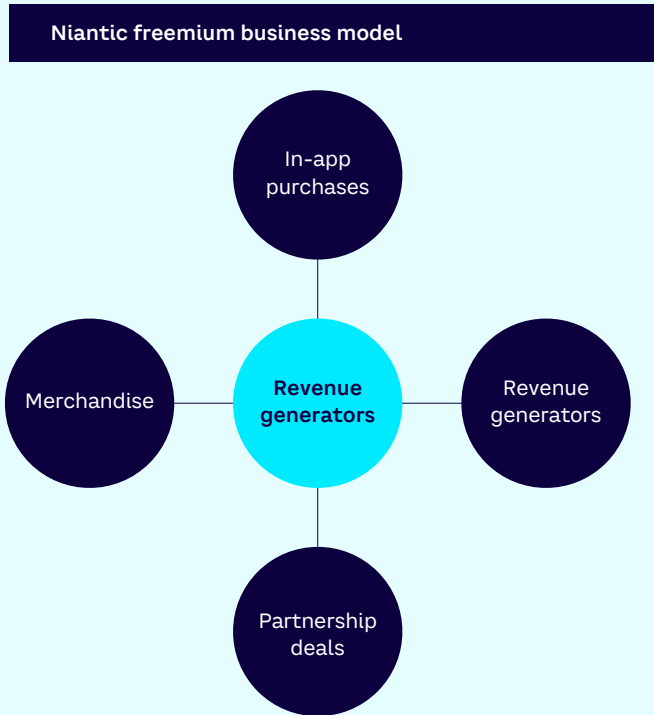 Niantic freemium business model
In-app
purchases
Merchandise
Revenue
generators
Revenue
generators
Partnership
deals